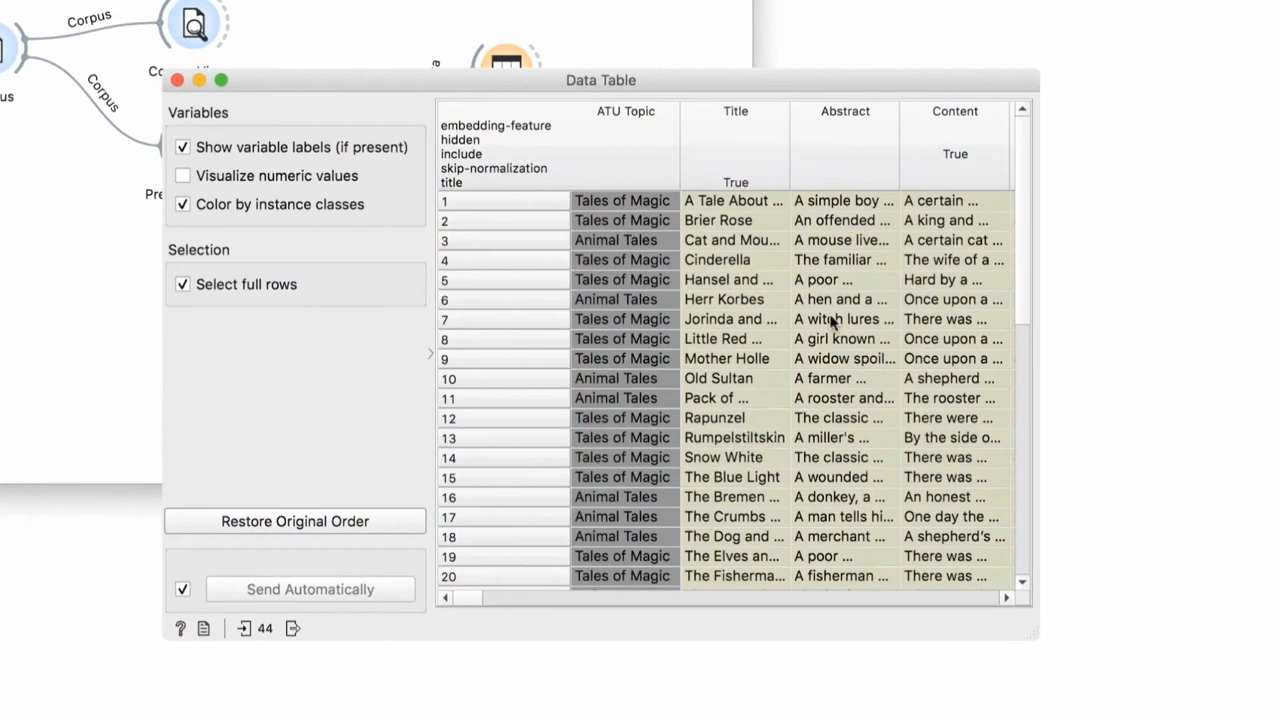 Corpus
Corpus
us
Pre
Data Table
Variables
Show variable labels (if present)
Visualize numeric values
Color by instance classes
Selection
Select full rows
Restore Original Order
Send Automatically
44
ATU Topic Title Abstract Content
embedding-feature
hidden
include True
skip-normalization
title True
1 Tales of Magic A Tale About ... A simple boy ... A certain ...
2 Tales of Magic Brier Rose An offended ... A king and ...
3 Animal Tales Cat and Mou... A mouse live... A certain cat ...
4 Tales of Magic Cinderella The familiar ... The wife of a ...
5 Tales of Magic Hansel and ... A poor ... Hard by a ...
6 Animal Tales Herr Korbes A hen and a ... Once upon a ...
7 Tales of Magic Jorinda and ... A witch lures ... There was ...
8 Tales of Magic Little Red ... A girl known ... Once upon a ...
9 Tales of Magic Mother Holle A widow spoil... Once upon a ...
10 Animal Tales Old Sultan A farmer ... A shepherd ...
11 Animal Tales Pack of ... A rooster and... The rooster ...
12 Tales of Magic Rapunzel The classic ... There were ...
13 Tales of Magic Rumpelstiltskin A miller's ... By the side o...
14 Tales of Magic Snow White The classic ... There was ...
15 Tales of Magic The Blue Light A wounded ... There was ...
16 Animal Tales The Bremen ... A donkey, a ... An honest ...
17 Animal Tales The Crumbs ... A man tells hi... One day the ...
18 Animal Tales The Dog and ... A merchant ... A shepherd's ...
19 Tales of Magic The Elves an... A poor ... There was ...
20 Tales of Magic The Fisherma... A fisherman ... There was ...